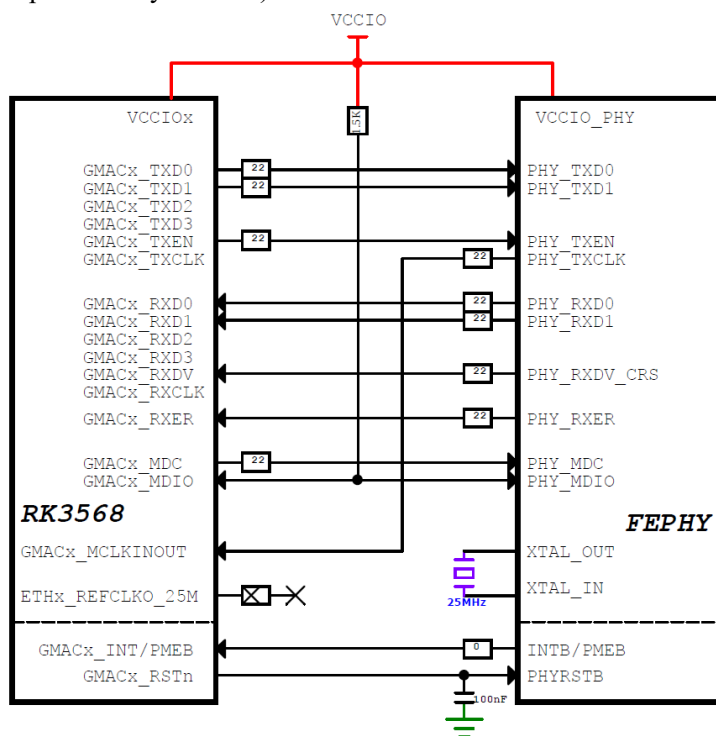 VCCIO
VCCIOx
1.5K
VCCIO_PHY
GMACx_TXD0 22 PHY_TXD0
GMACx_TXD1 22 PHY_TXD1
GMACx_TXD2
GMACx_TXD3
GMACx_TXEN 22 PHY_TXEN
GMACx_TXCLK 22 PHY_TXCLK
GMACx_RXD0 22 PHY_RXD0
GMACx_RXD1 22 PHY_RXD1
GMACx_RXD2
GMACx_RXD3
GMACx_RXDV 22 PHY_RXDV_CRS
GMACx_RXCLK
GMACx_RXER 22 PHY_RXER
GMACx_MDC 22 PHY_MDC
GMACx_MDIO PHY_MDIO
RK3568 FEPHY
GMACx_MCLKINOUT XTAL_OUT
ETHx_REFCLKO_25M XTAL_IN
25MHz
GMACx_INT/PMEB 0 INTB/PMEB
GMACx_RSTn PHYRSTB
100nF